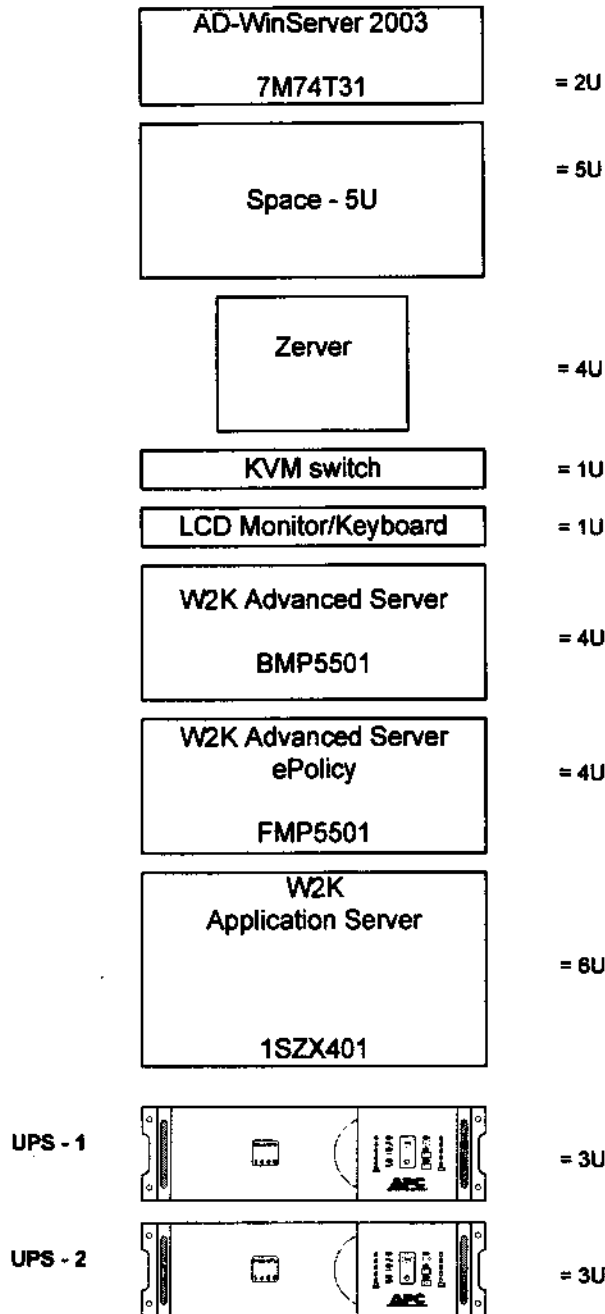 AD-WinServer 2003
7M74T31
= 2U
Space - 5U
= 5U
Zerver
= 4U
KVM switch
= 1U
LCD Monitor/Keyboard
= 1U
W2K Advanced Server
BMP5501
= 4U
W2K Advanced Server
ePolicy
FMP5501
= 4U
W2K
Application Server
1SZX401
= 6U
UPS - 1
APC
= 3U
UPS - 2
APC
= 3U